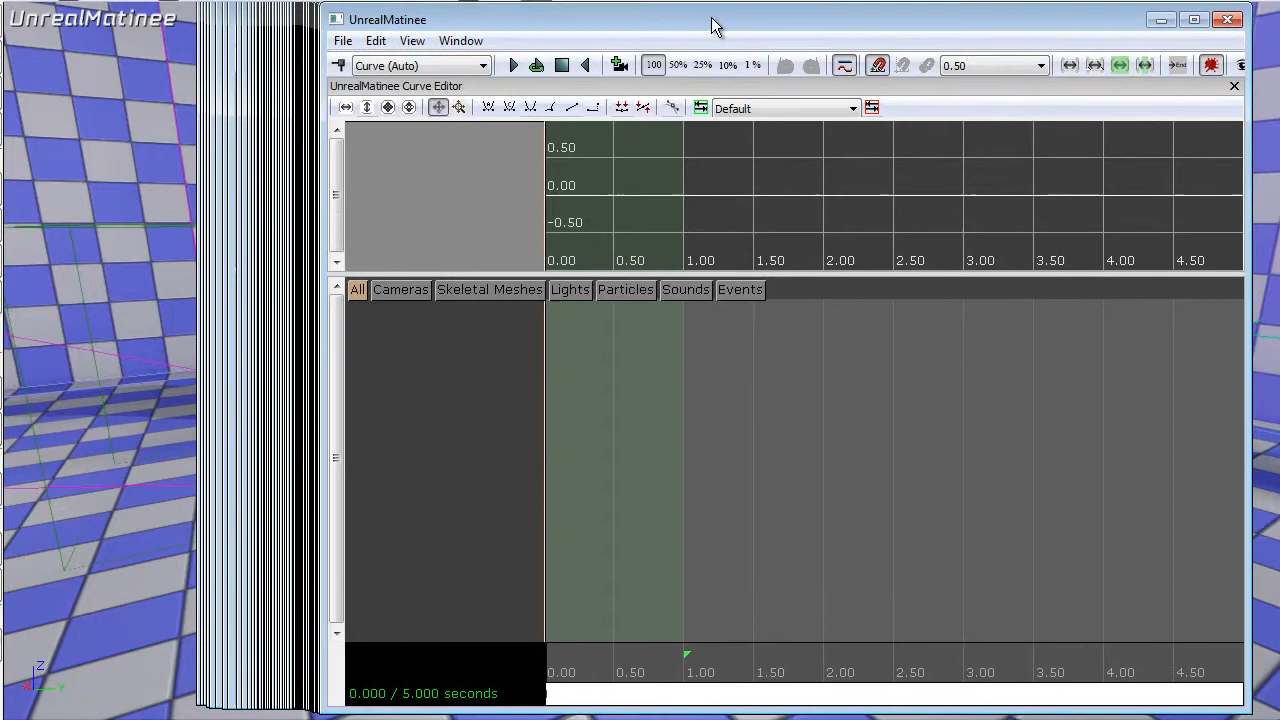 UnrealMatinee
UnrealMatinee
File Edit View Window
Curve (Auto) 100 50% 25% 10% 1 % 0.50 End
UnrealMatinee Curve Editor
Default
0.50
0.00
-0.50
0.00 0.50 1.00 1.50 2.00 2.50 3.00 3.50 4.00 4.50
All Cameras Skeletal Meshes Lights Particles Sounds Events
0.00 0.50 1.00 1.50 2.00 2.50 3.00 3.50 4.00 4.50
0.000 / 5.000 seconds
Z
X Y